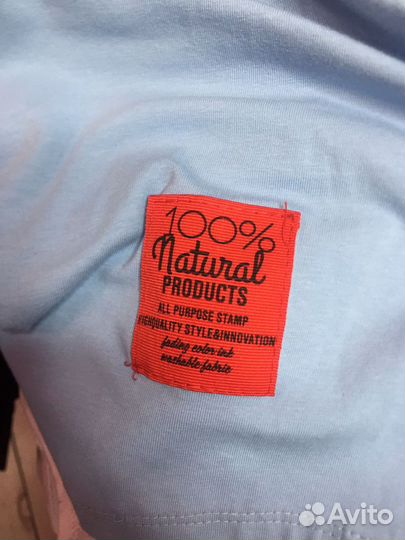 100%
Natural
PRODUCTS
ALL PURPOSE STAMP
HIGHQUALITY STYLE&INNOVATION
fading color ink
washable fabric
Avito